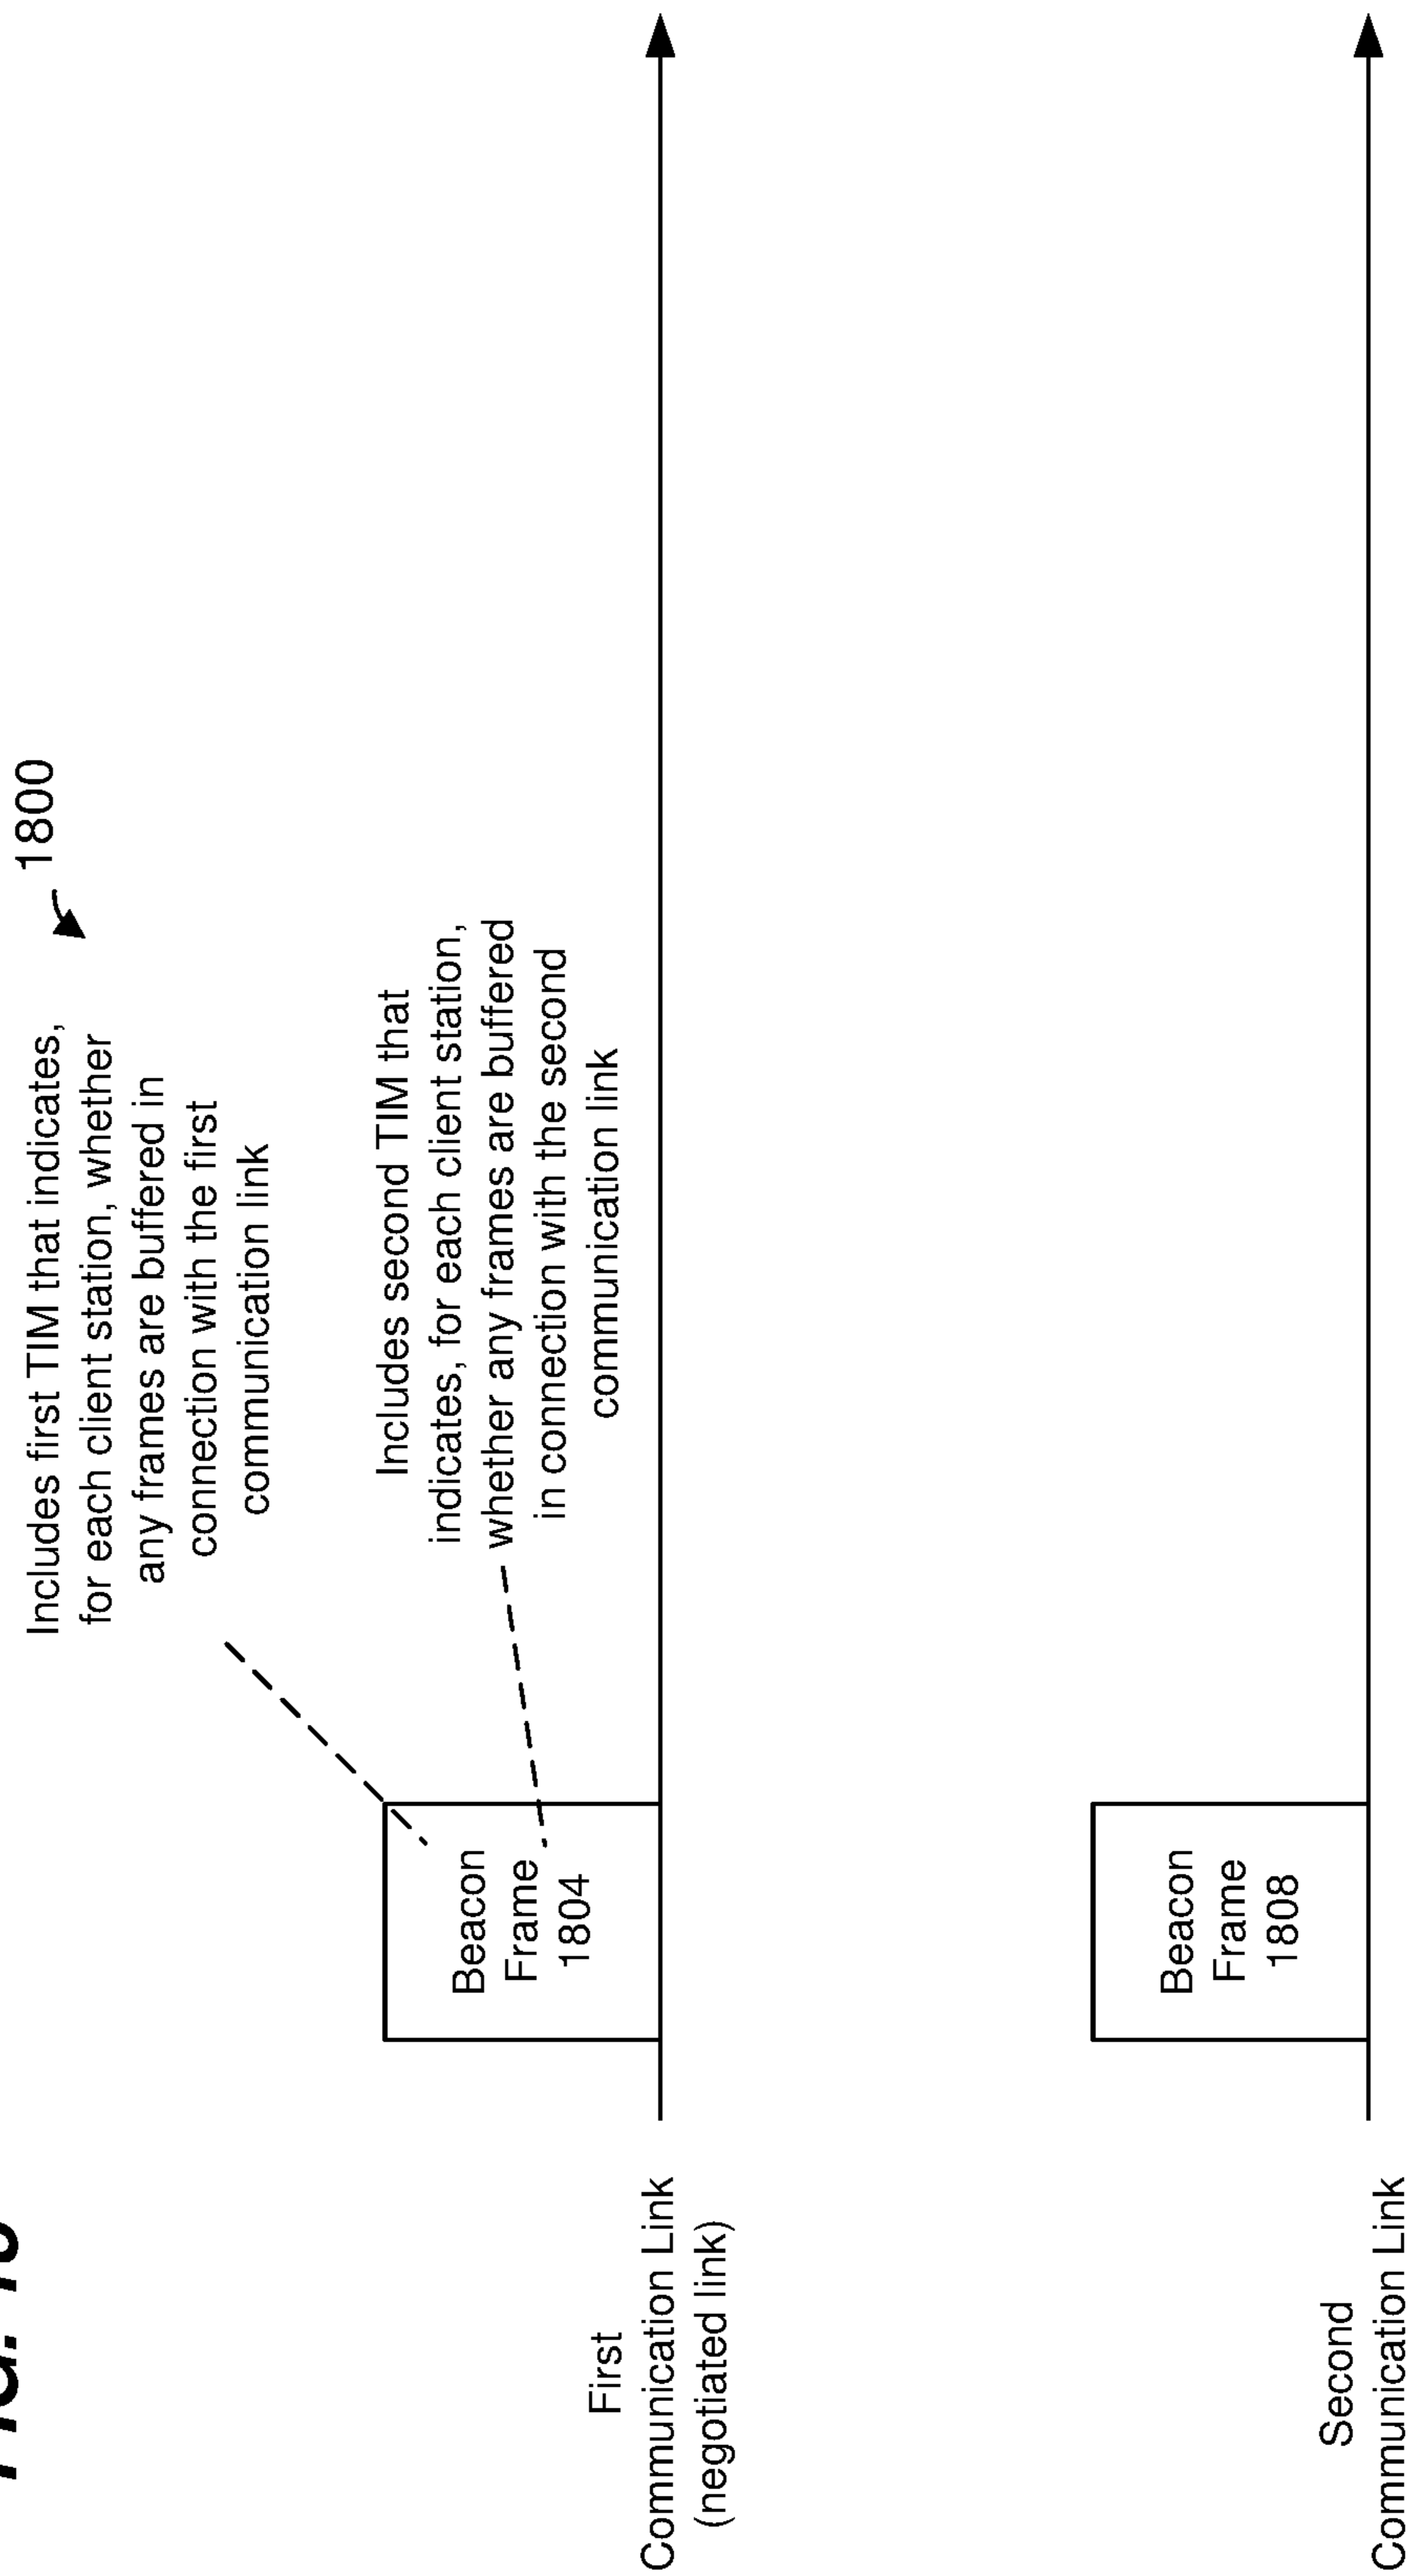 1800
Includes first TIM that indicates,
for each client station, whether
any frames are buffered in
connection with the first
communication link
Includes second TIM that
indicates, for each client station,
whether any frames are buffered
in connection with the second
communication link
Beacon
Frame
1804
First
Communication Link
(negotiated link)
Beacon
Frame
1808
Second
Communication Link